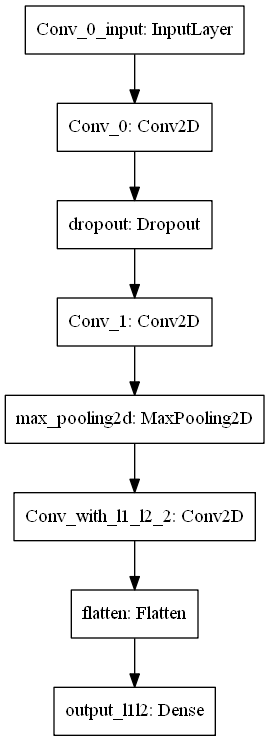 Conv_0_input: InputLayer
Conv_0: Conv2D
dropout: Dropout
Conv_1: Conv2D
max_pooling2d: MaxPooling2D
Conv_with_l1_l2_2: Conv2D
flatten: Flatten
output_l1l2: Dense